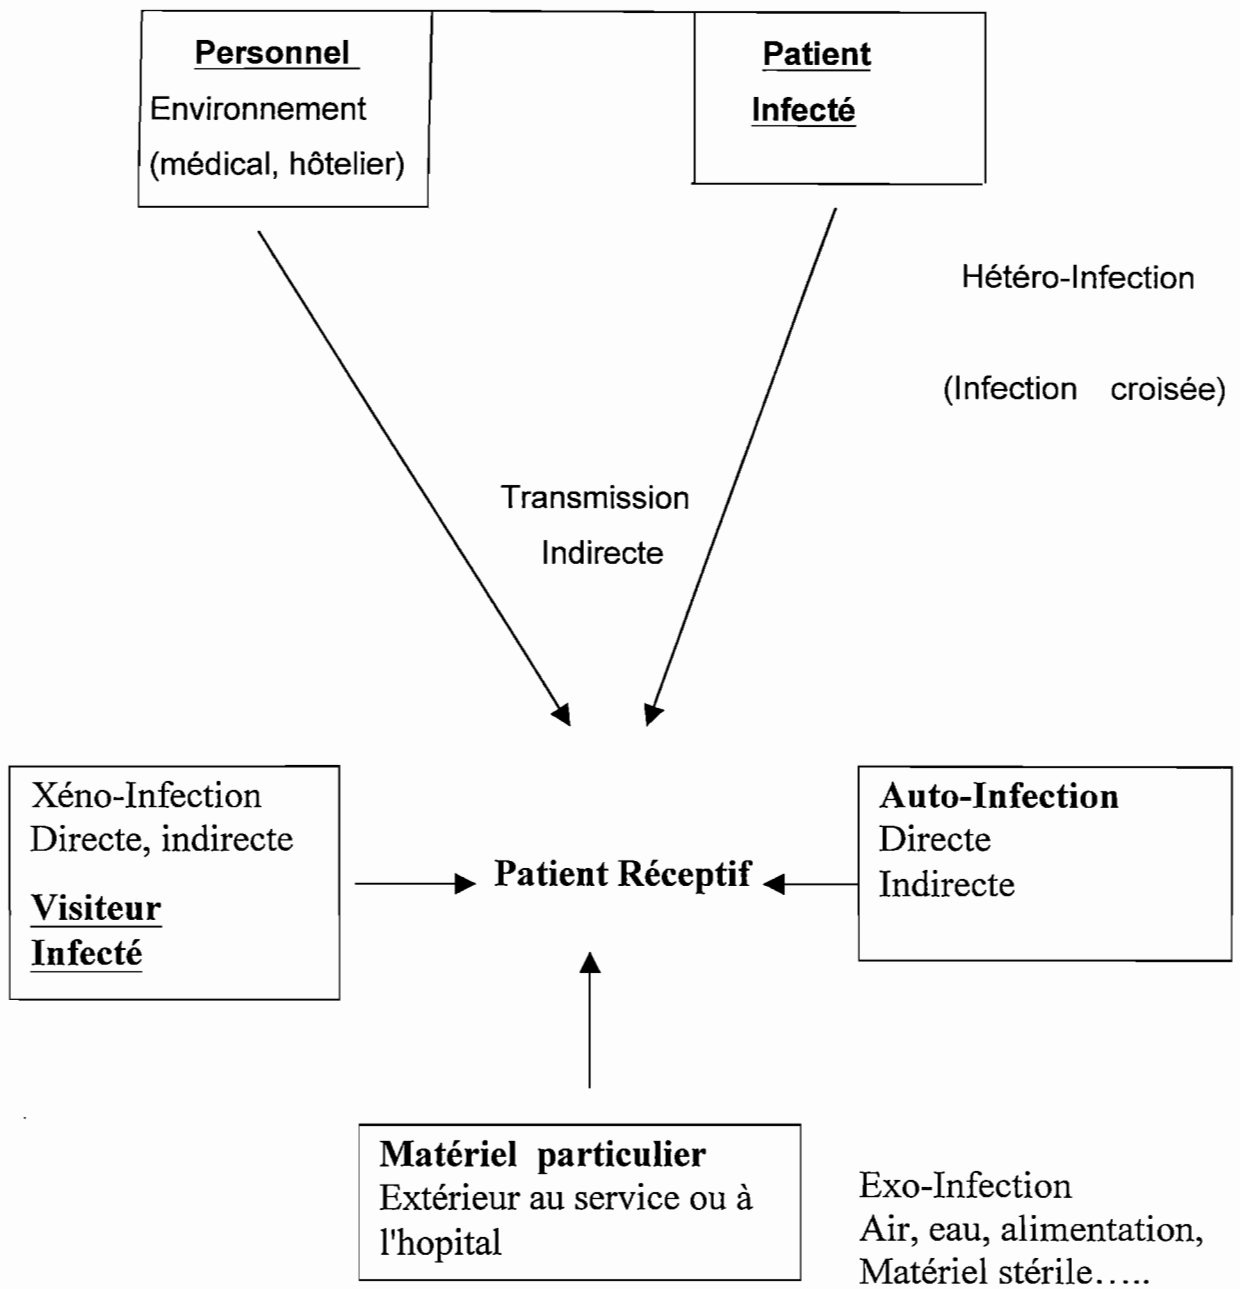 Personnel
Environnement
(médical, hôtelier)
Patient
Infecté
Hétéro-Infection
(Infection croisée)
Transmission
Indirecte
Xéno-Infection
Directe, indirecte
Visiteur
Infecté
Patient Réceptif
Auto-Infection
Directe
Indirecte
Matériel particulier
Extérieur au service ou à
l'hopital
Exo-Infection
Air, eau, alimentation,
Matériel stérile…..